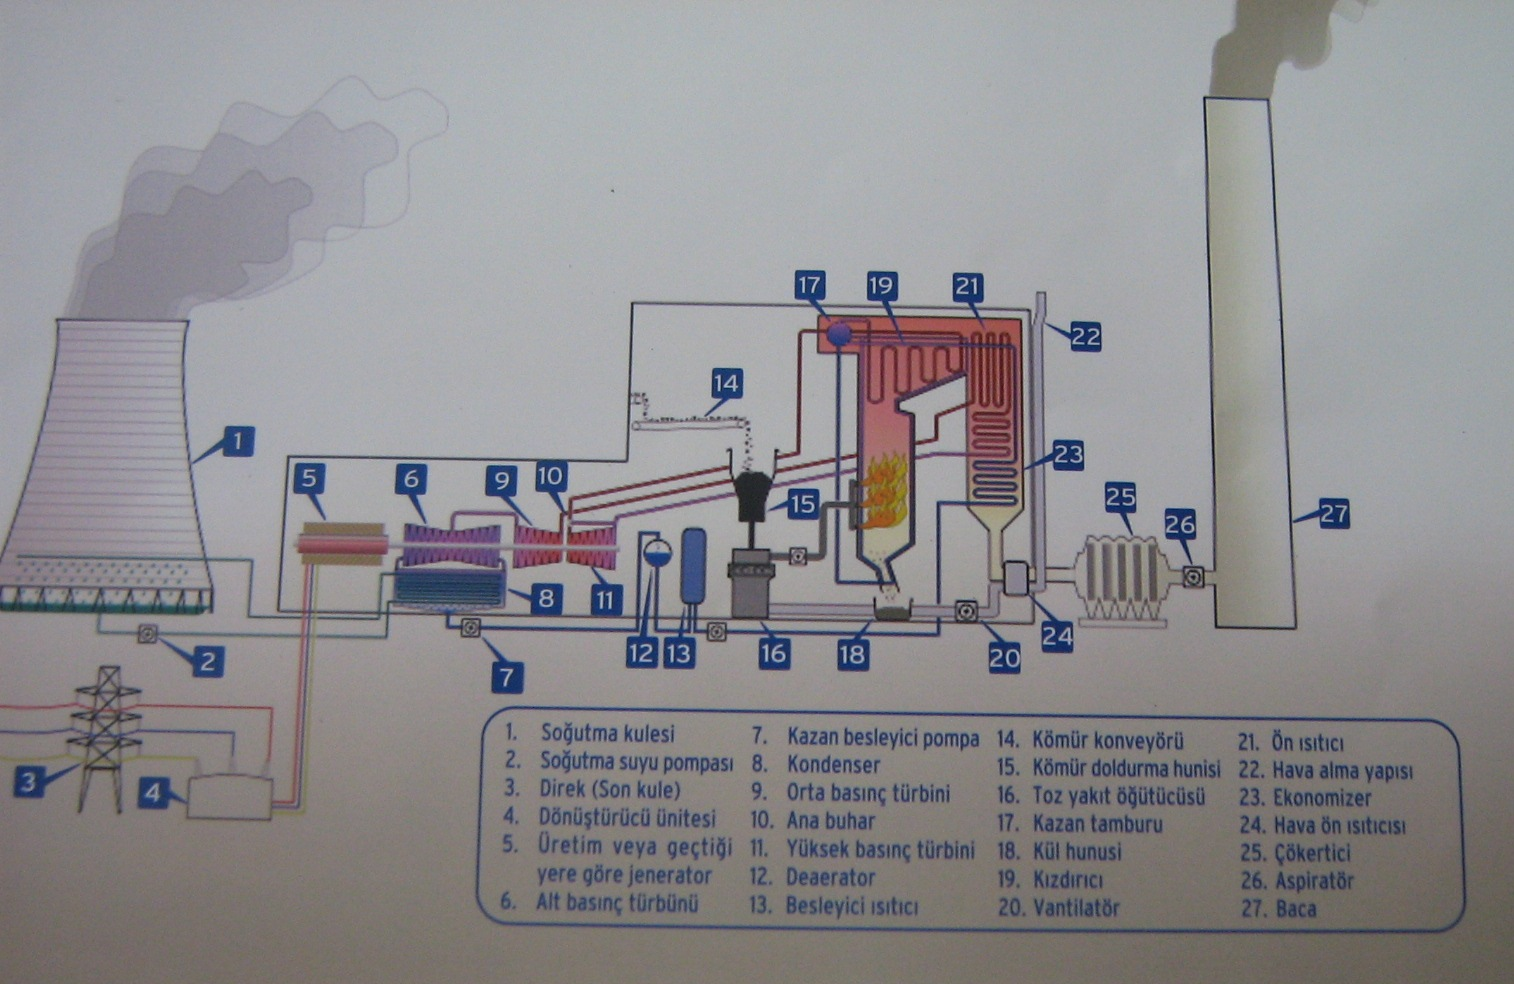 17
19
21
22
14
1
5
6
9
10
15
23
25
26
27
8
11
12
13
16
18
20
24
2
7
3
4
1. Soğutma kulesi
2. Soğutma suyu pompası
3. Direk (Son kule)
4. Dönüştürücü ünitesi
5. Üretim veya geçtiği
yere göre jenerator
6. Alt basınç türbünü
7. Kazan besleyici pompa
8. Kondenser
9. Orta basınç türbini
10. Ana buhar
11. Yüksek basınç türbini
12. Deaerator
13. Besleyici ısıtıcı
14. Kömür konveyörü
15. Kömür doldurma hunisi
16. Toz yakıt öğütücüsü
17. Kazan tamburu
18. Kül hunusi
19. Kızdırıcı
20. Vantilatör
21. Ön ısıtıcı
22. Hava alma yapısı
23. Ekonomizer
24. Hava ön ısıtıcısı
25. Çökertici
26. Aspiratör
27. Baca